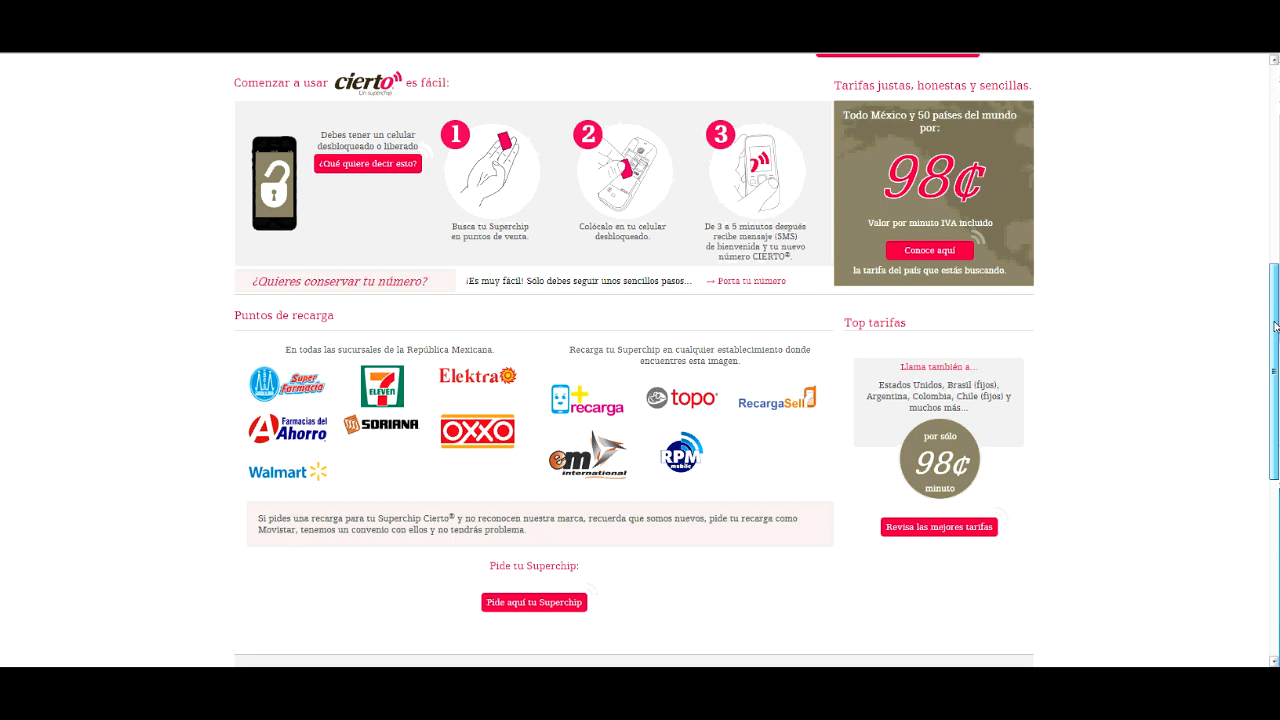 Comenzar a usar cierto es fácil:
Un superchip
Debes tener un celular
desbloqueado o liberado
¿Qué quiere decir esto?
1
Busca tu Superchip
en puntos de venta.
2
Colócalo en tu celular
desbloqueado.
3
De 3 a 5 minutos después
recibe mensaje (SMS)
de bienvenida y tu nuevo
número CIERTO®.
¿Quieres conservar tu número?
¡Es muy fácil! Sólo debes seguir unos sencillos pasos...
→ Porta tu número
Tarifas justas, honestas y sencillas.
Todo México y 50 países del mundo
por:
98¢
Valor por minuto IVA incluido
Conoce aquí
la tarifa del país que estás buscando.
Puntos de recarga
En todas las sucursales de la República Mexicana.
Super
Farmacia
7
ELEVEN
Elektra
Farmacias del
Ahorro
SORIANA
OXXO
Walmart
Recarga tu Superchip en cualquier establecimiento donde
encuentres esta imagen.
+
recarga
topo
RecargaSell
em
international
RPM
mobile
Si pides una recarga para tu Superchip Cierto® y no reconocen nuestra marca, recuerda que somos nuevos, pide tu recarga como
Movistar, tenemos un convenio con ellos y no tendrás problema.
Pide tu Superchip:
Pide aquí tu Superchip
Top tarifas
Llama también a...
Estados Unidos, Brasil (fijos),
Argentina, Colombia, Chile (fijos) y
muchos más...
por sólo
98¢
minuto
Revisa las mejores tarifas